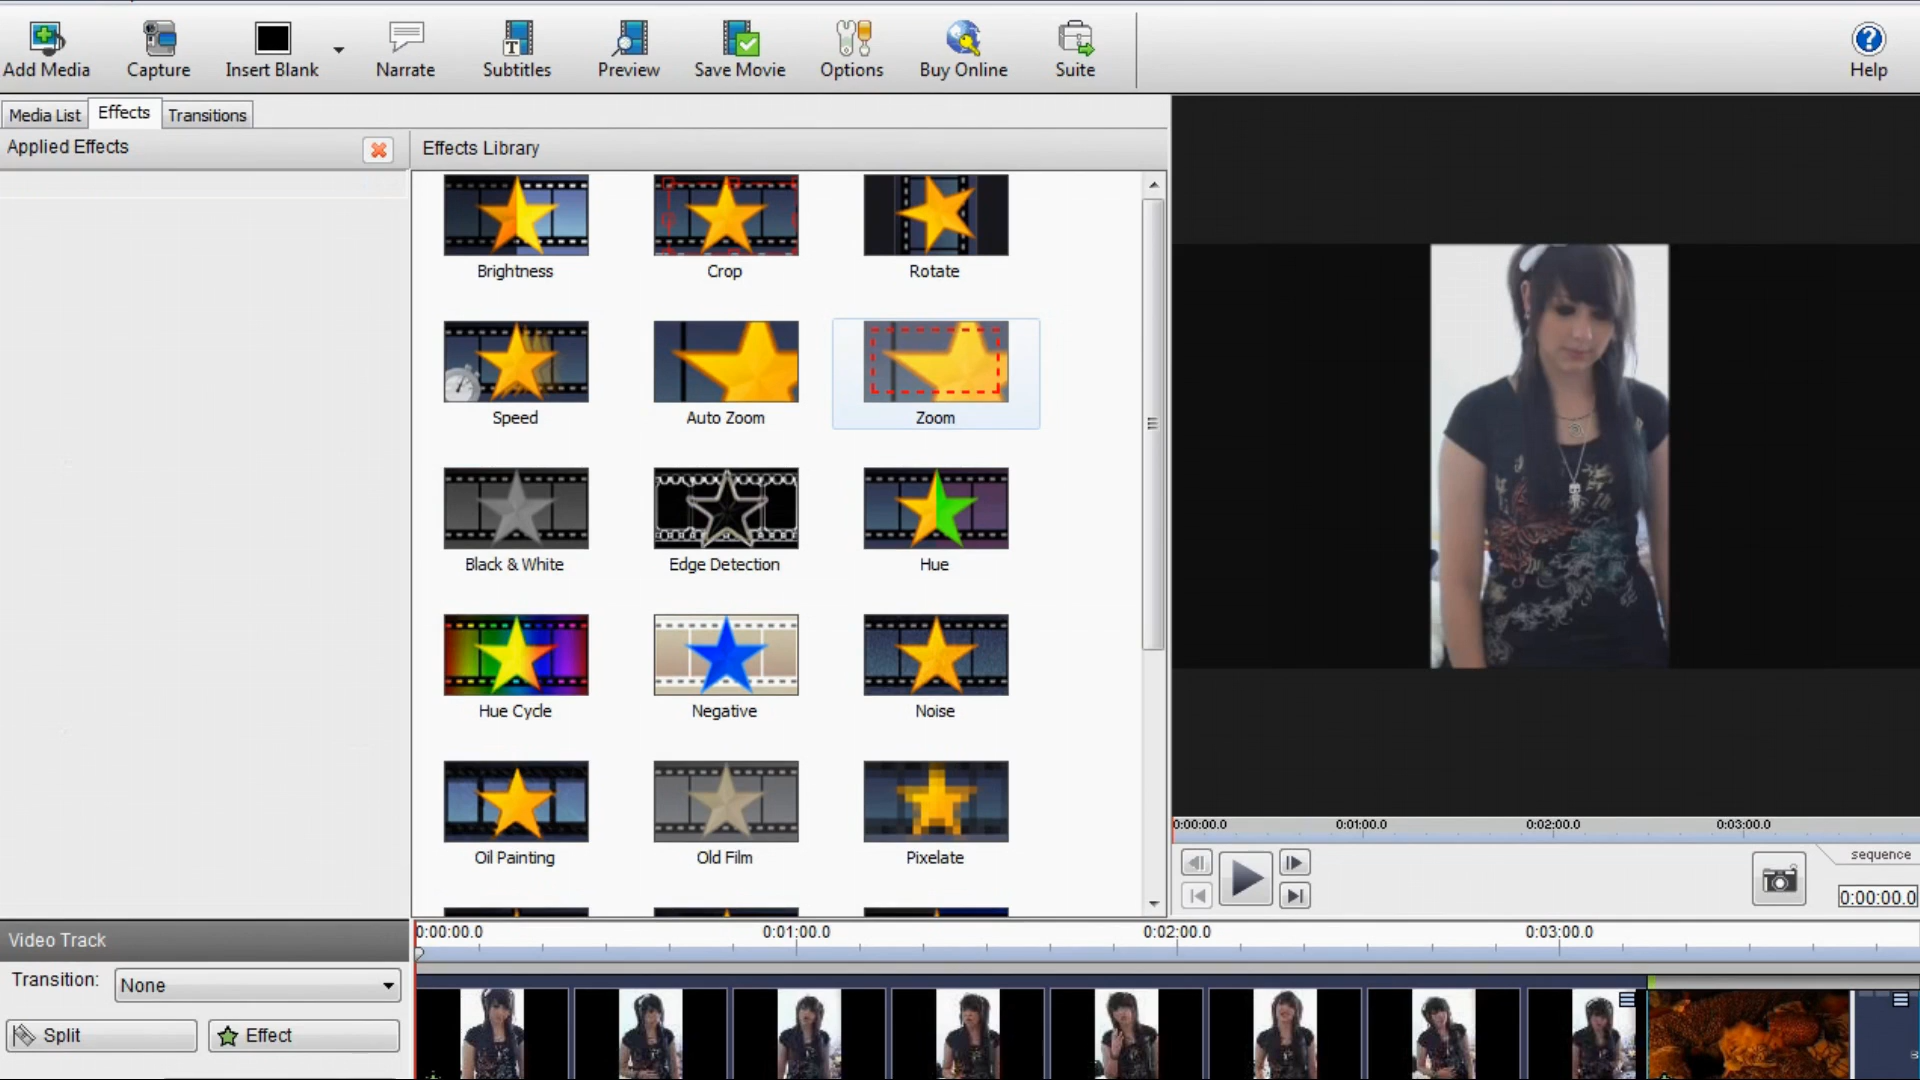 Add Media
Capture
Insert Blank
Narrate
Subtitles
Preview
Save Movie
Options
Buy Online
Suite
Help
Media List
Effects
Transitions
Applied Effects
Effects Library
Brightness
Crop
Rotate
Speed
Auto Zoom
Zoom
Black & White
Edge Detection
Hue
Hue Cycle
Negative
Noise
Oil Painting
Old Film
Pixelate
0:00:00.0
0:01:00.0
0:02:00.0
0:03:00.0
sequence
0:00:00.0
Video Track
0:00:00.0
0:01:00.0
0:02:00.0
0:03:00.0
Transition:
None
Split
Effect